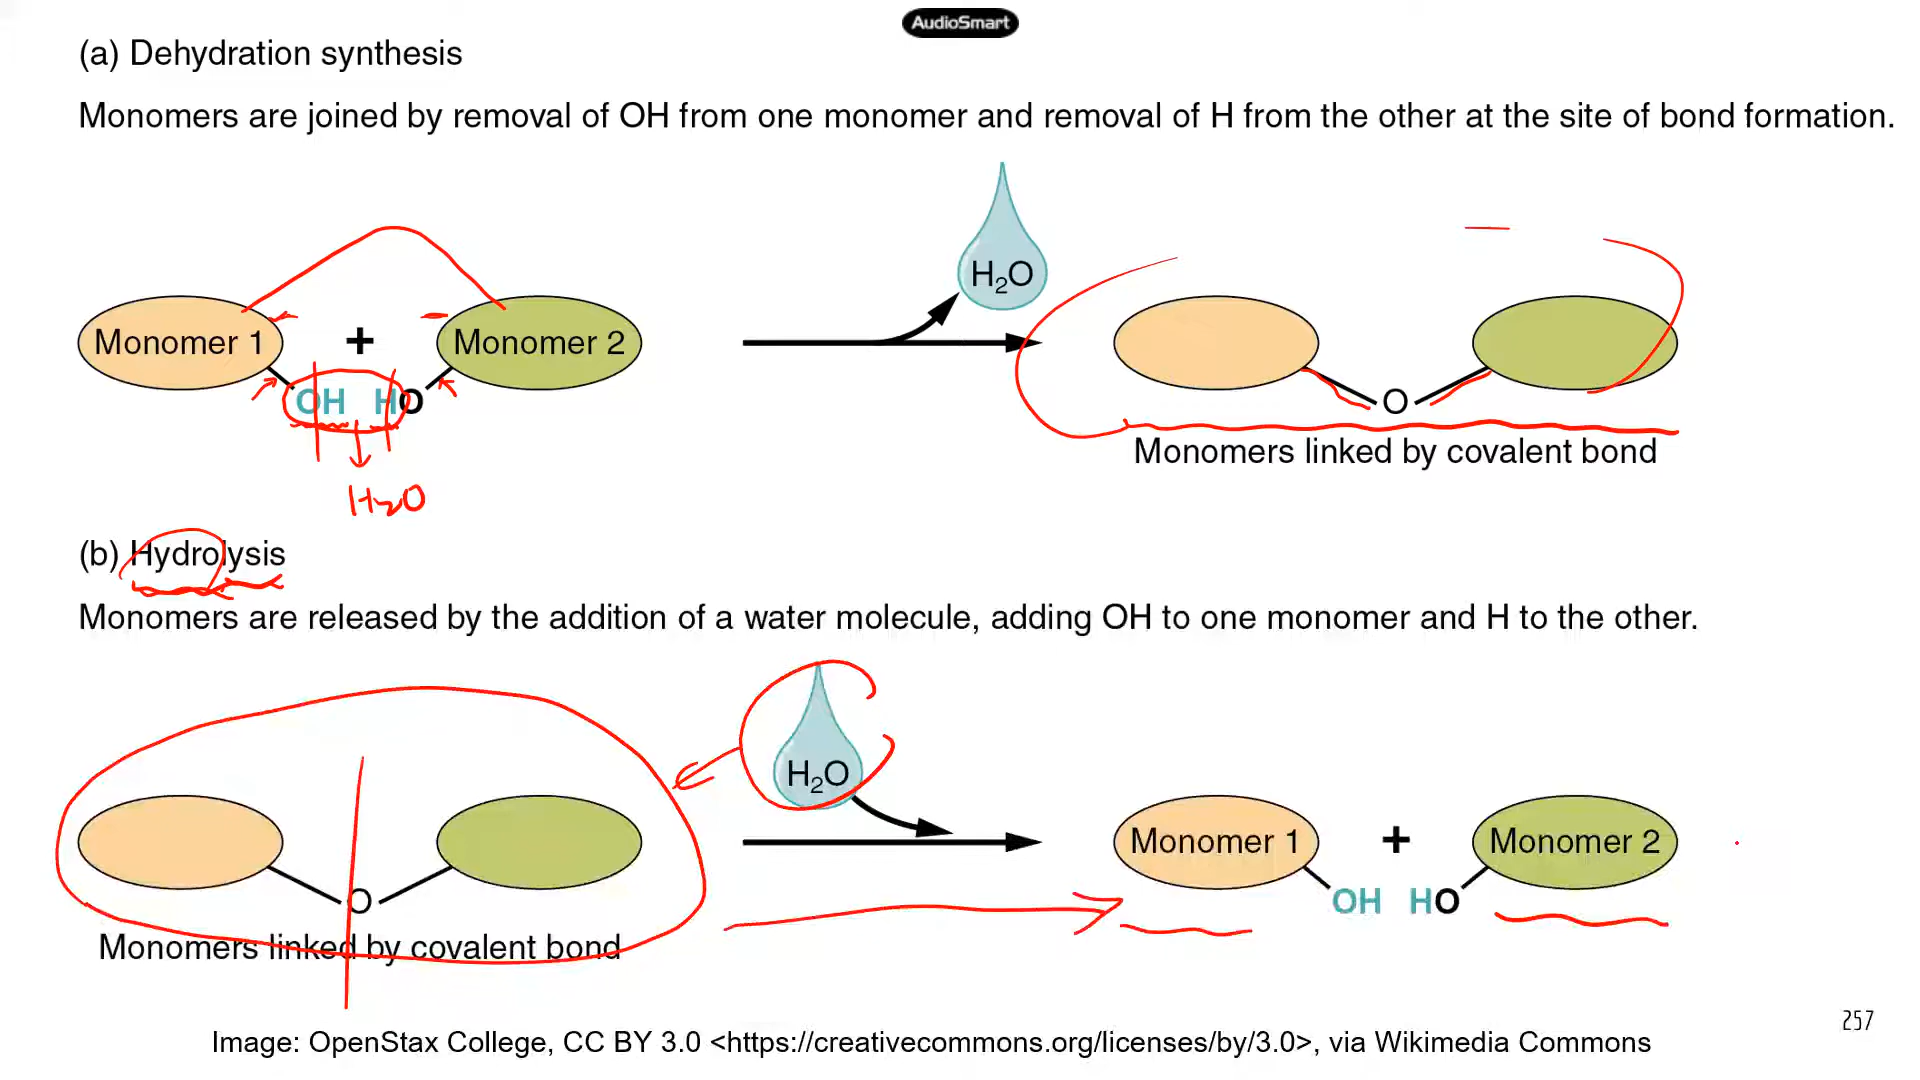 AudioSmart
(a) Dehydration synthesis
Monomers are joined by removal of OH from one monomer and removal of H from the other at the site of bond formation.
H₂O
Monomer 1 + Monomer 2
OH HO
O
Monomers linked by covalent bond
H₂O
(b) Hydrolysis
Monomers are released by the addition of a water molecule, adding OH to one monomer and H to the other.
H₂O
Monomer 1 + Monomer 2
O
OH HO
Monomers linked by covalent bond
257
Image: OpenStax College, CC BY 3.0 <https://creativecommons.org/licenses/by/3.0>, via Wikimedia Commons